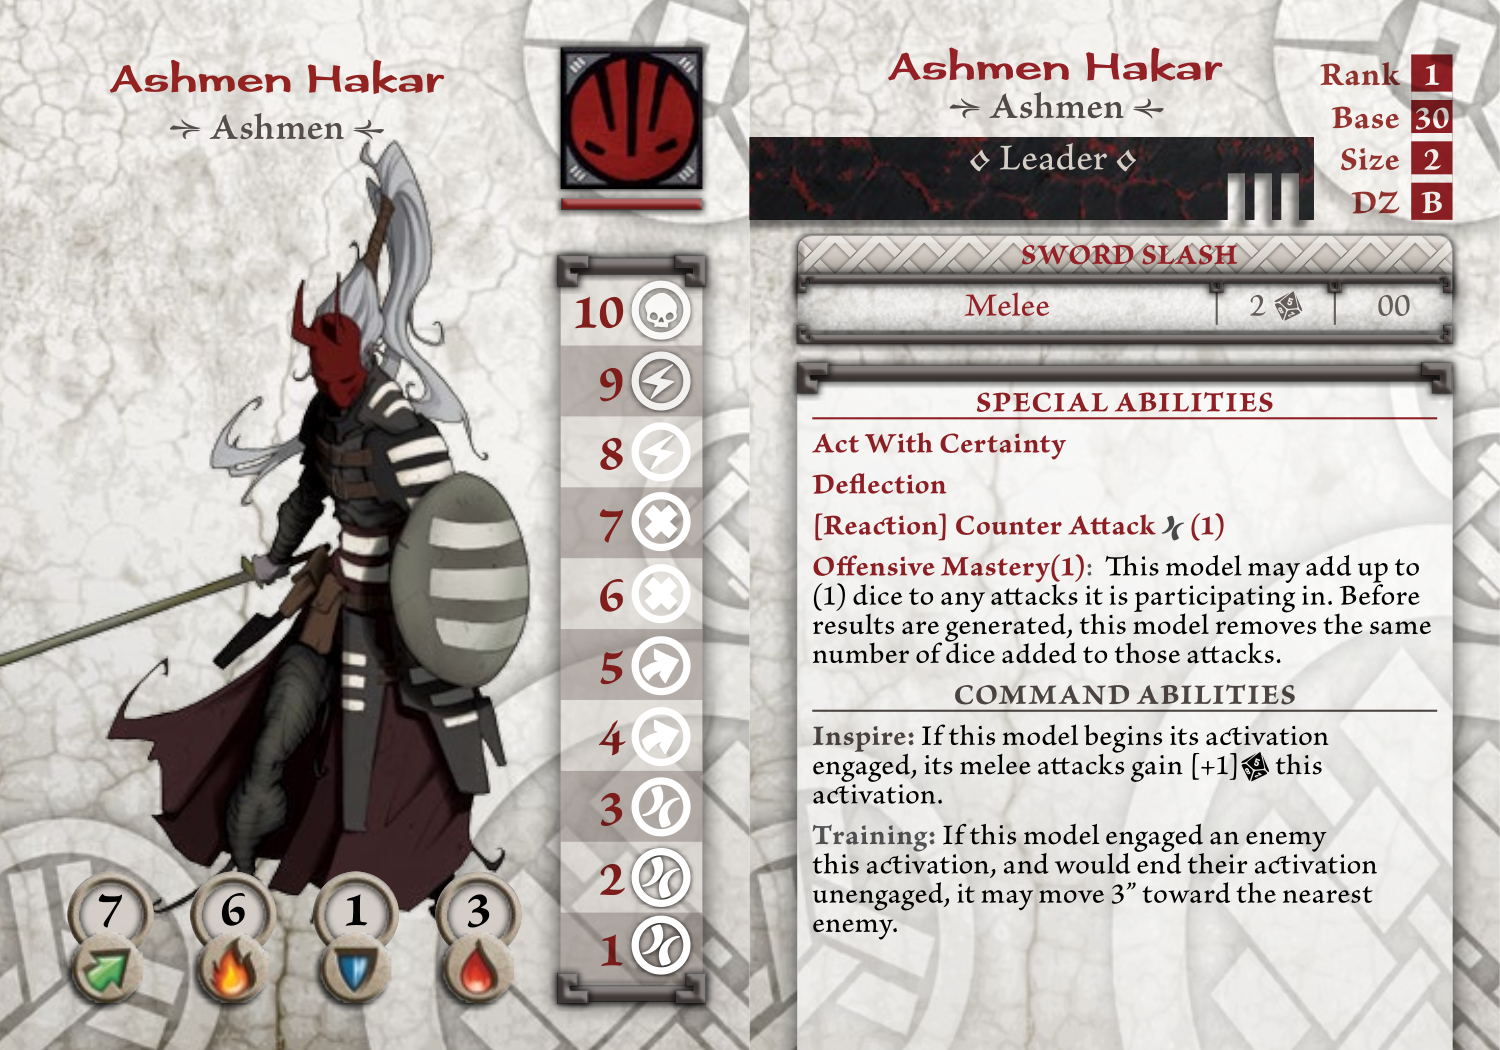 Ashmen Hakar
Ashmen
10
9
8
7
6
5
4
3
2
1
7 6 1 3
Ashmen Hakar
Ashmen
Leader
Rank 1
Base 30
Size 2
DZ B
SWORD SLASH
Melee 2 00
SPECIAL ABILITIES
Act With Certainty
Deflection
[Reaction] Counter Attack (1)
Offensive Mastery(1): This model may add up to
(1) dice to any attacks it is participating in. Before
results are generated, this model removes the same
number of dice added to those attacks.
COMMAND ABILITIES
Inspire: If this model begins its activation
engaged, its melee attacks gain [+1] this
activation.
Training: If this model engaged an enemy
this activation, and would end their activation
unengaged, it may move 3” toward the nearest
enemy.